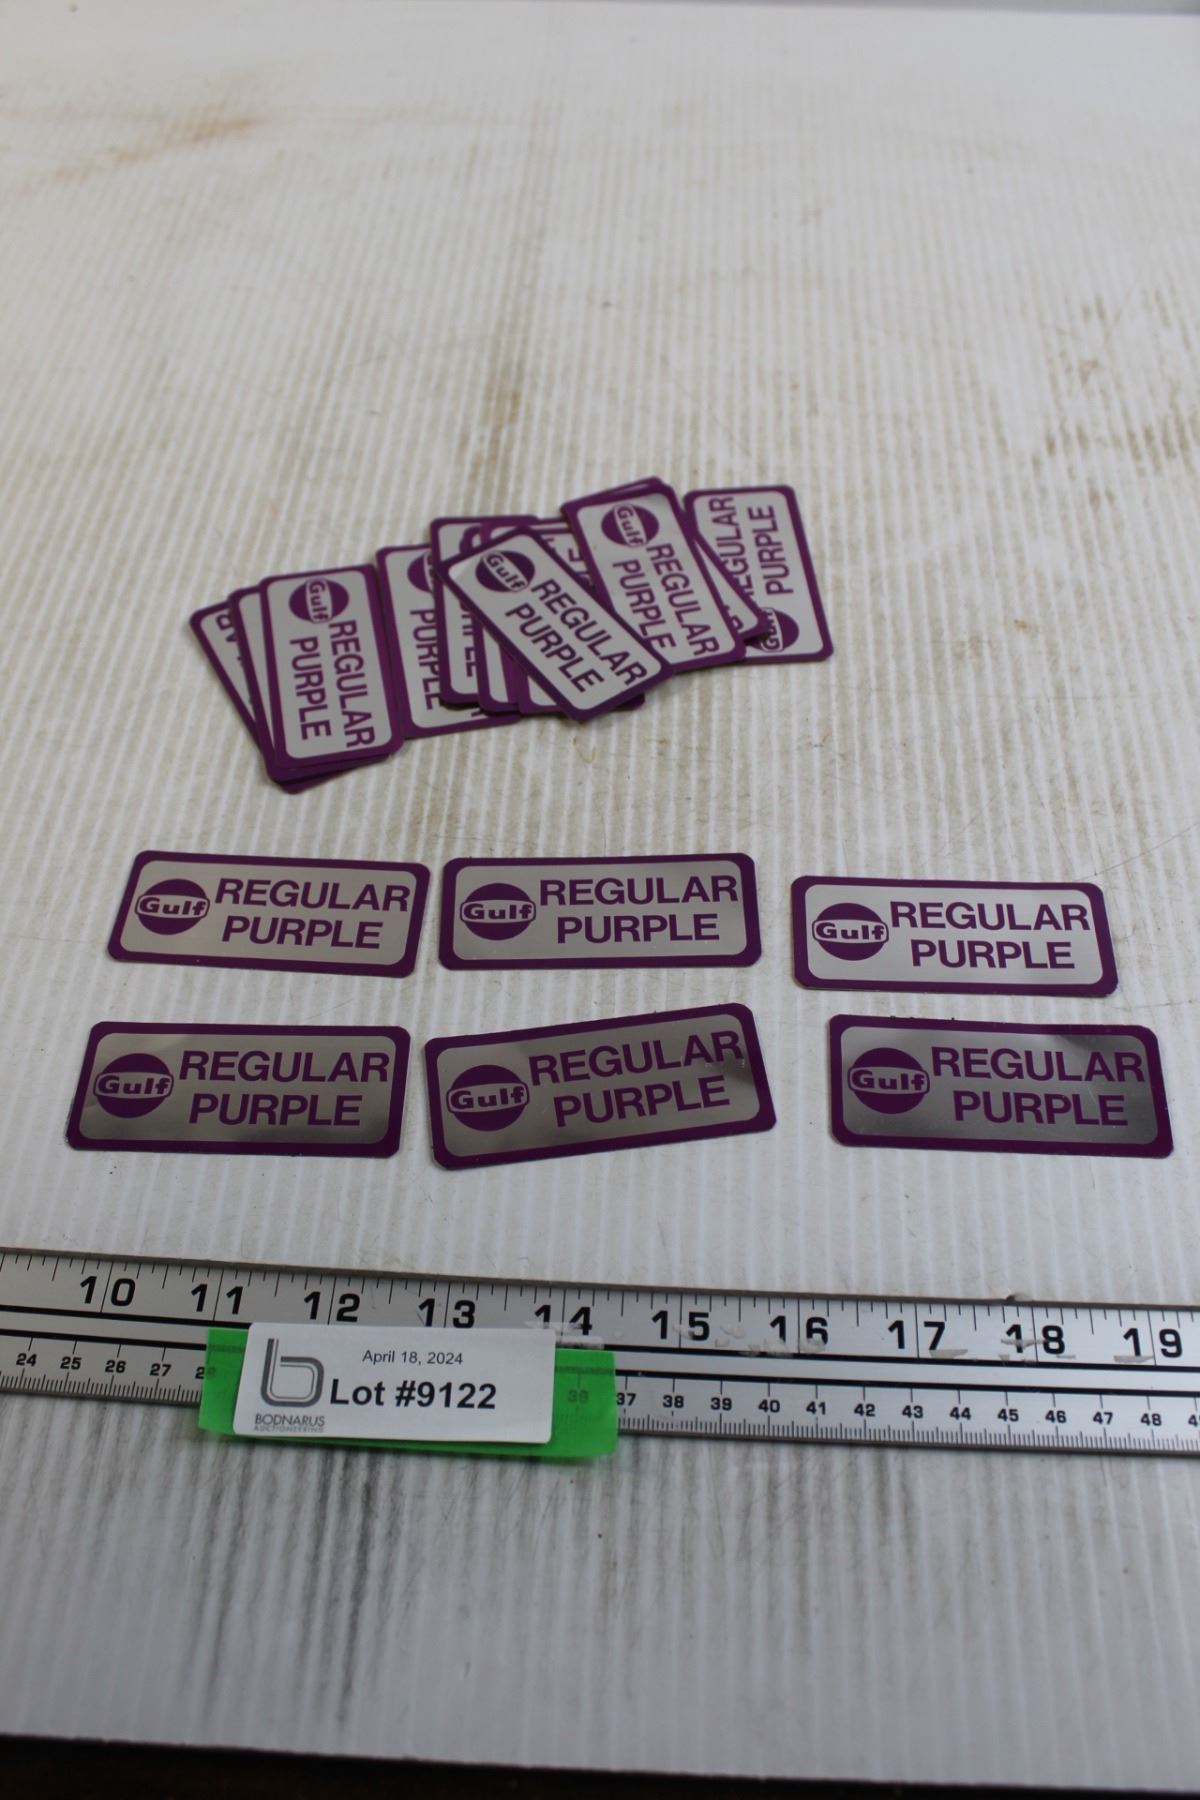 Gulf REGULAR
PURPLE
Gulf REGULAR
PURPLE
Gulf REGULAR
PURPLE
REGULAR
PURPLE
Gulf
PURPLE
Gulf REGULAR
PURPLE
Gulf REGULAR
PURPLE
Gulf REGULAR
PURPLE
Gulf REGULAR
PURPLE
Gulf REGULAR
PURPLE
Gulf REGULAR
PURPLE
10 11 12 13 14 15 16 17 18 19
24 25 26 27 37 38 39 40 41 42 43 44 45 46 47 48
April 18, 2024
Lot #9122
BODNARUS
AUCTIONEERING